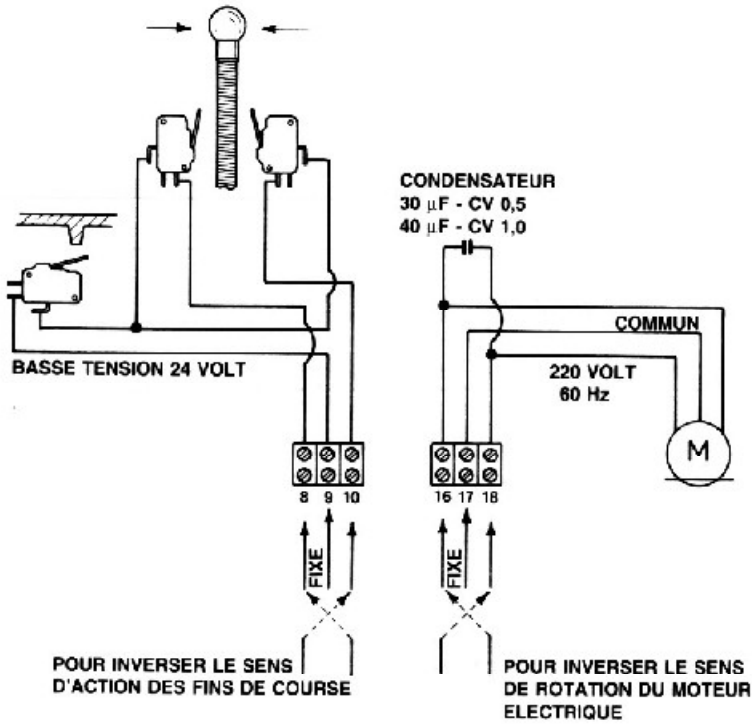 CONDENSATEUR
30 µF - CV 0,5
40 µF - CV 1,0
COMMUN
BASSE TENSION 24 VOLT
220 VOLT
60 Hz
M
8 9 10
16 17 18
FIXE
FIXE
POUR INVERSER LE SENS
D'ACTION DES FINS DE COURSE
POUR INVERSER LE SENS
DE ROTATION DU MOTEUR
ELECTRIQUE